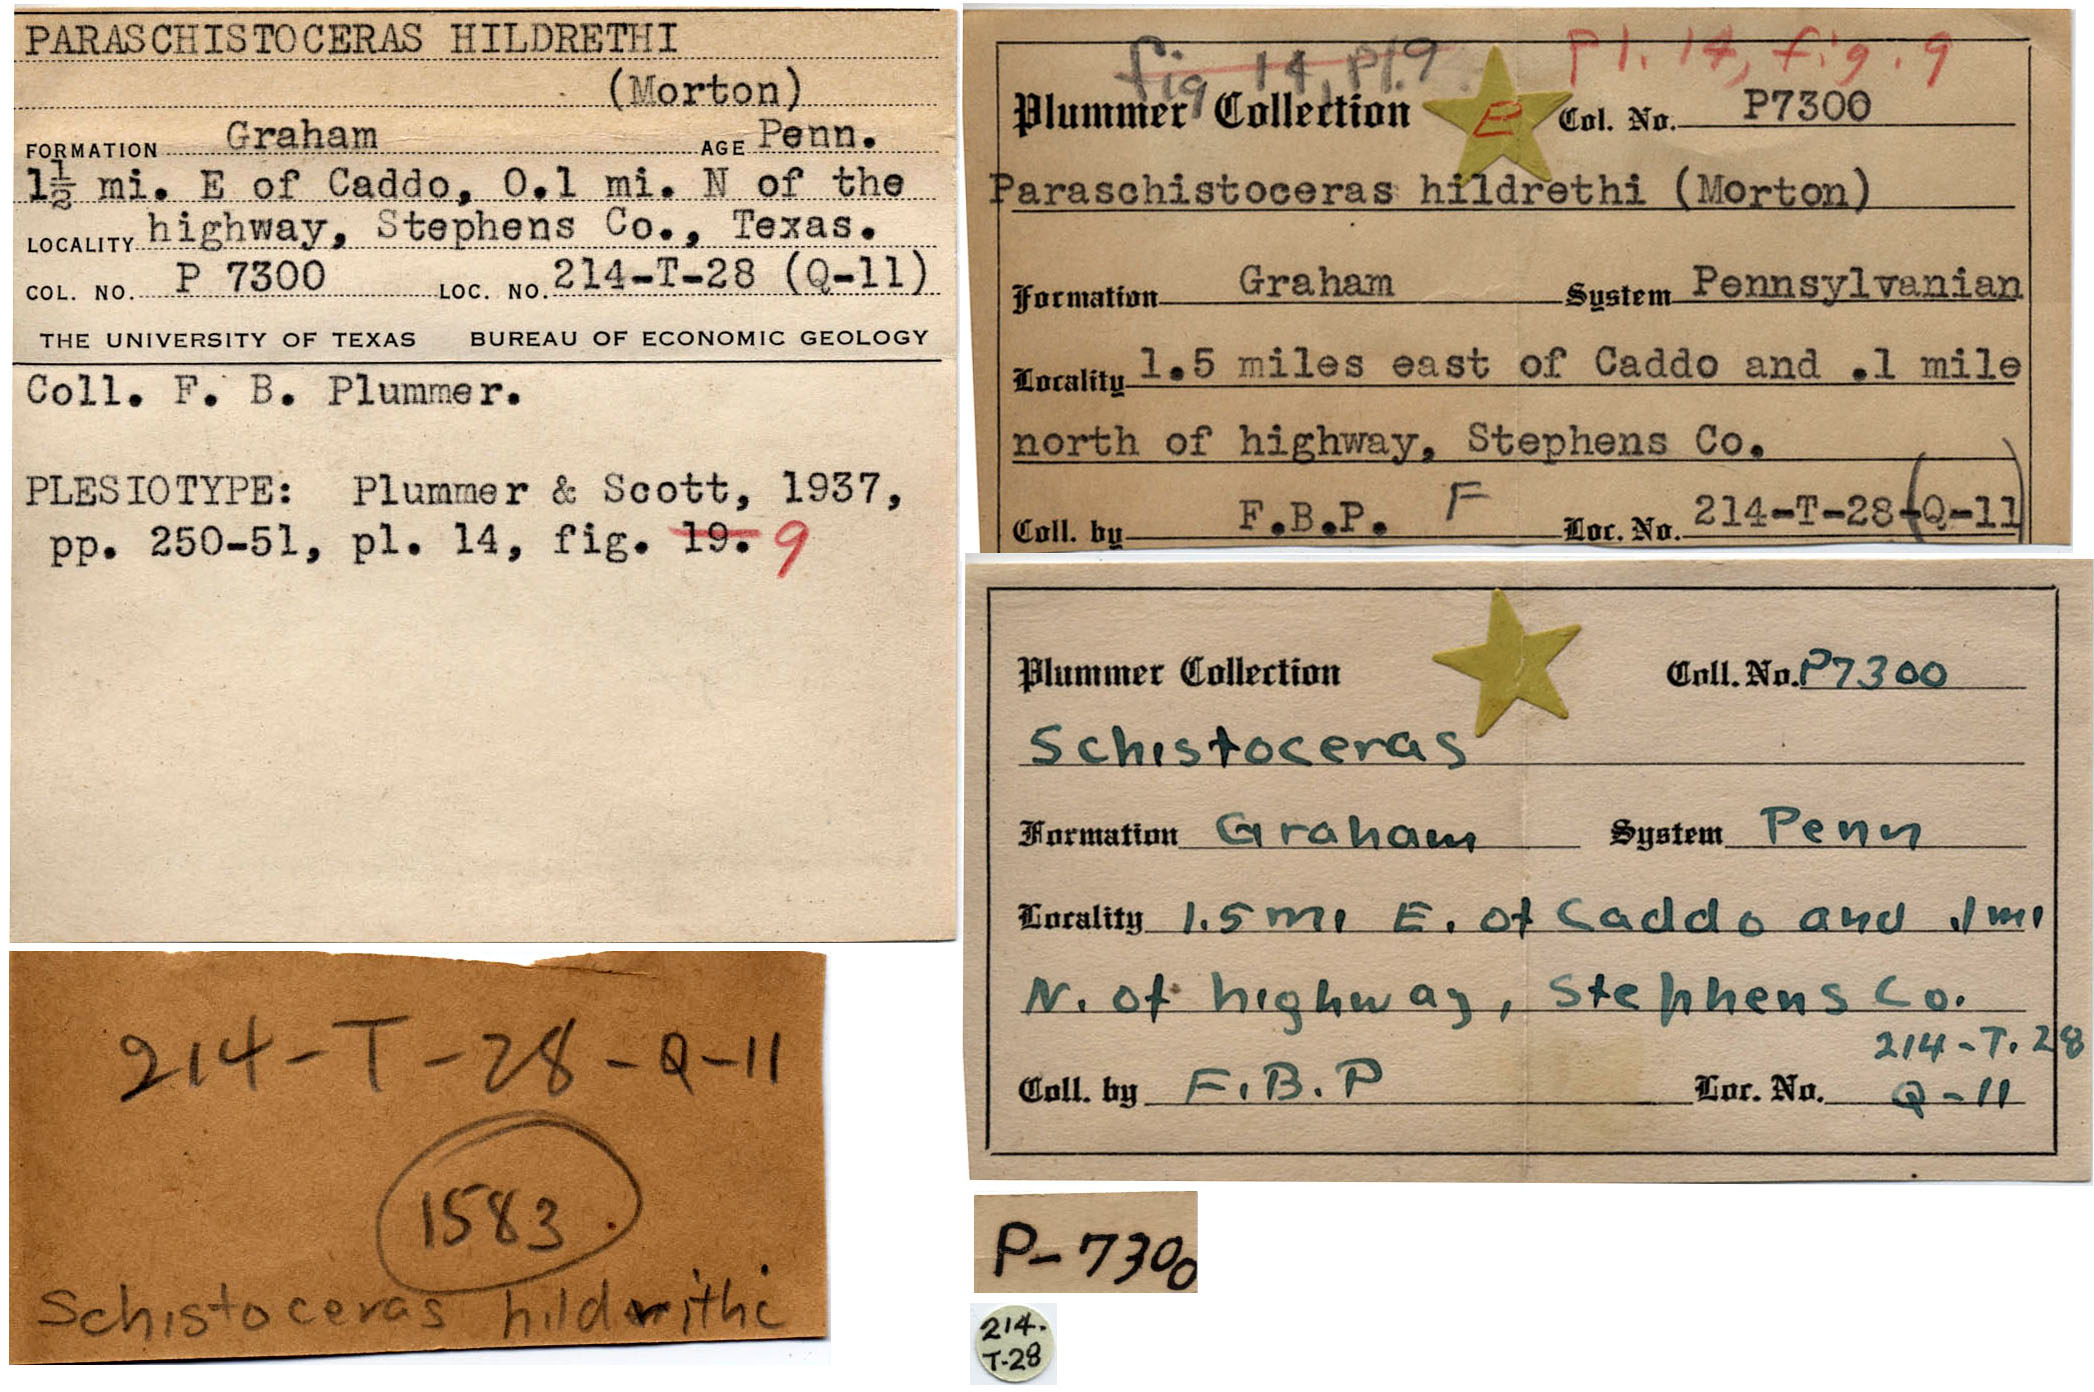 PARASCHISTOCERAS HILDRETHI
(Morton)
FORMATION Graham AGE Penn.
1½ mi. E of Caddo, 0.1 mi. N of the
LOCALITY highway, Stephens Co., Texas.
COL. NO. P 7300 LOC. NO. 214-T-28 (Q-11)
THE UNIVERSITY OF TEXAS BUREAU OF ECONOMIC GEOLOGY
Coll. F. B. Plummer.
PLESIOTYPE: Plummer & Scott, 1937,
pp. 250-51, pl. 14, fig. 19. 9
214-T-28-Q-11
1583.
Schistoceras hildrithi
fig 14, Pl. 9 Pl. 14, fig. 9
Plummer Collection E Col. No. P7300
Paraschistoceras hildrethi (Morton)
Formation Graham System Pennsylvanian
Locality 1.5 miles east of Caddo and .1 mile
north of highway, Stephens Co.
Coll. by F.B.P. F Loc. No. 214-T-28-(Q-11)
Plummer Collection Coll. No. P7300
Schistoceras
Formation Graham System Penn
Locality 1.5 mi E. of Caddo and .1 mi
N. of highway, Stephens Co.
214-T.28
Coll. by F.B.P Loc. No. Q-11
P-7300
214-
T-28